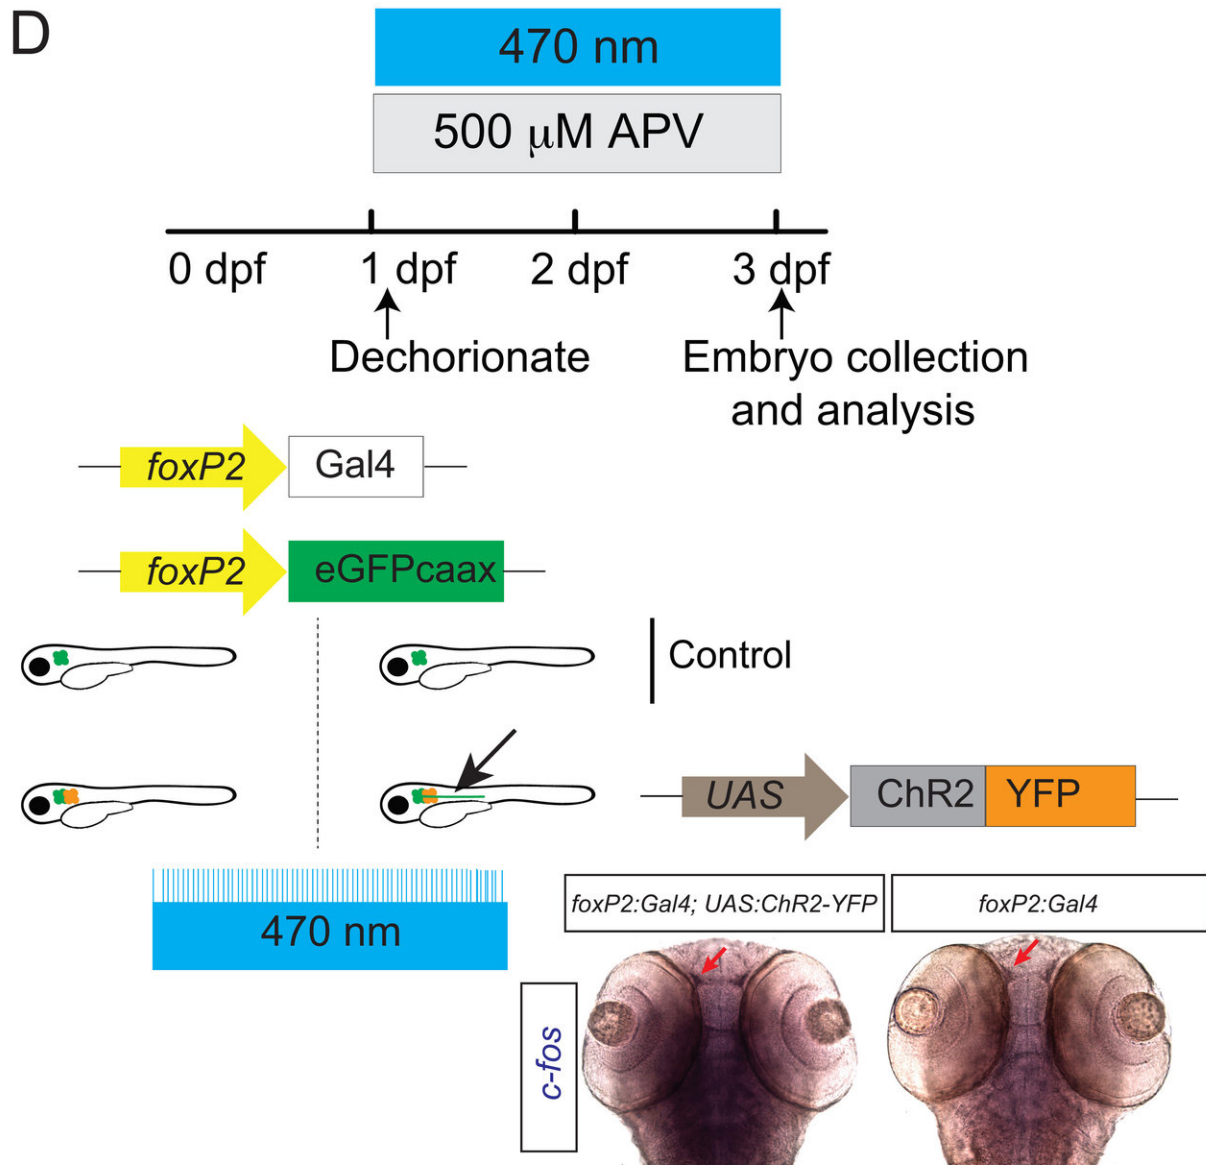 D
470 nm
500 μM APV
0 dpf 1 dpf 2 dpf 3 dpf
Dechorionate
Embryo collection
and analysis
foxP2 Gal4
foxP2 eGFPcaax
Control
UAS ChR2 YFP
470 nm
foxP2:Gal4; UAS:ChR2-YFP
foxP2:Gal4
c-fos